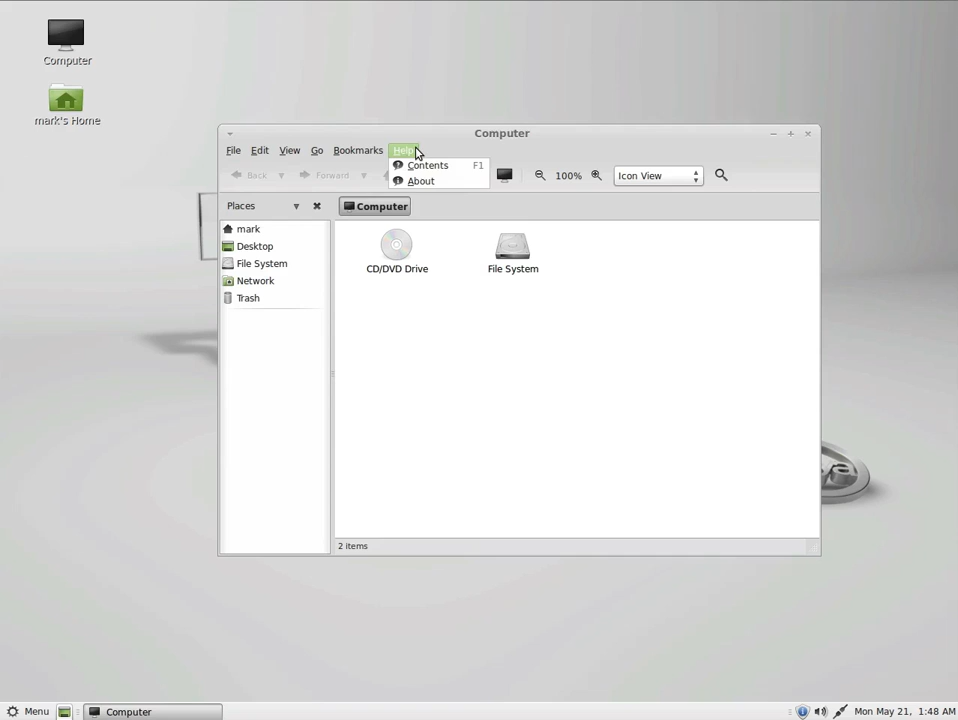 Computer
mark's Home
Computer
File Edit View Go Bookmarks Help
Contents F1
About
Back Forward 100% Icon View
Places
Computer
mark
Desktop
File System
Network
Trash
CD/DVD Drive
File System
2 items
Menu Computer Mon May 21, 1:48 AM